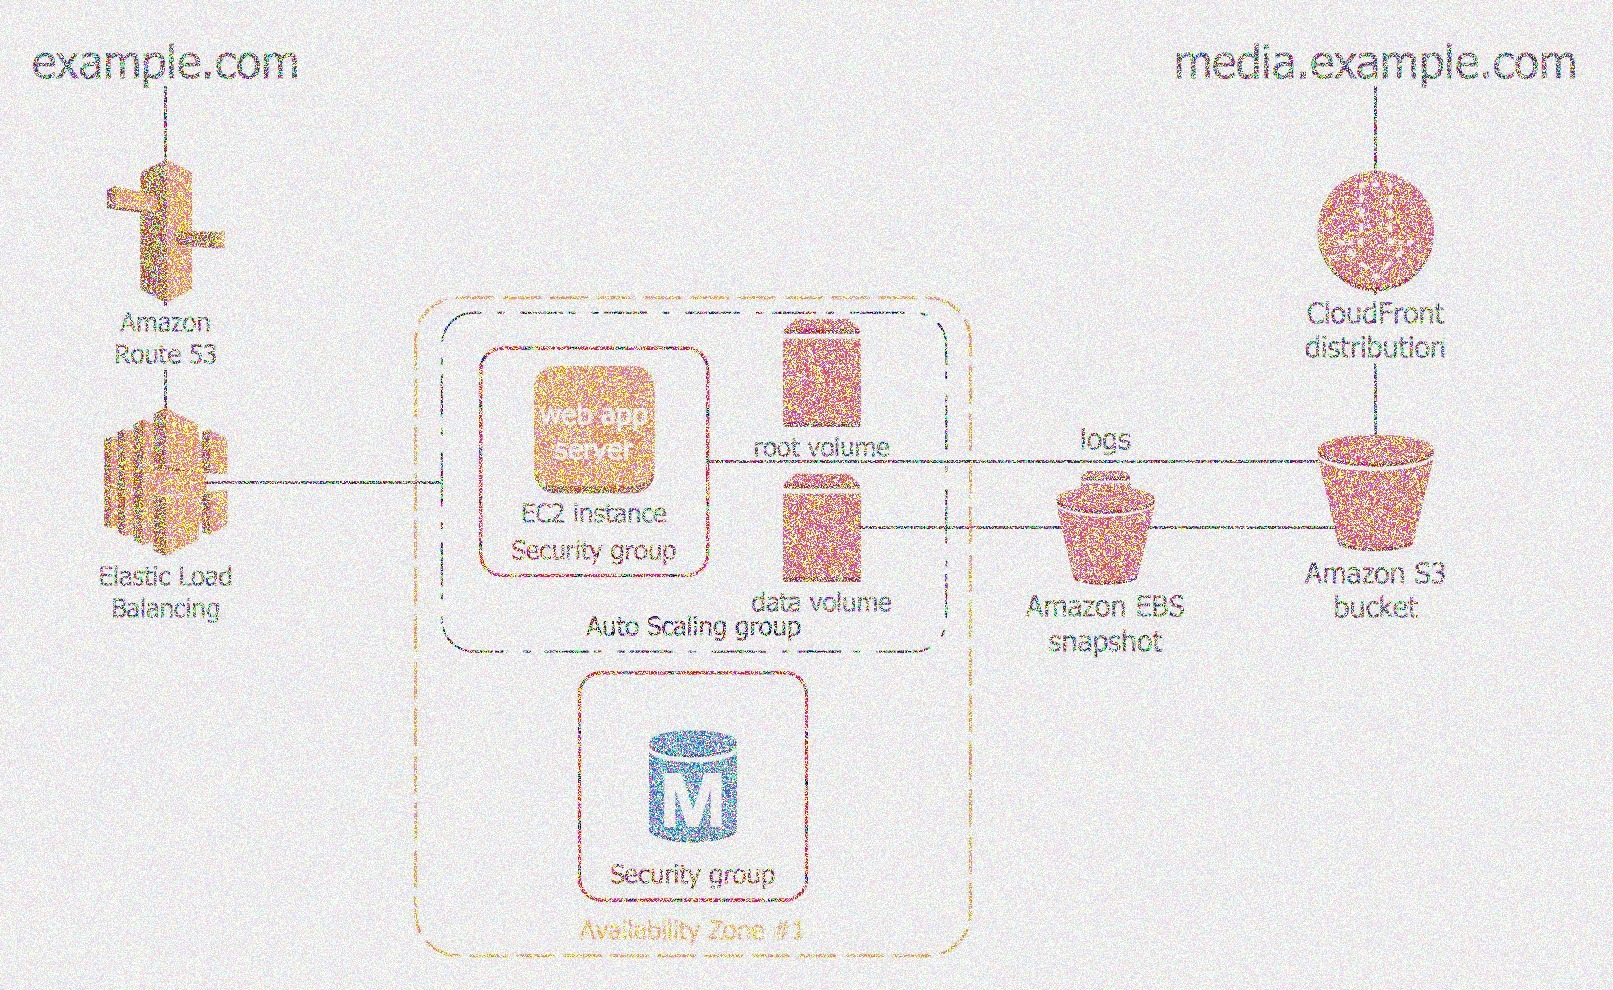 example.com
media.example.com
Amazon
Route 53
CloudFront
distribution
web app
server
root volume
logs
EC2 instance
Security group
Elastic Load
Balancing
data volume
Auto Scaling group
Amazon EBS
snapshot
Amazon S3
bucket
M
Security group
Availability Zone #1